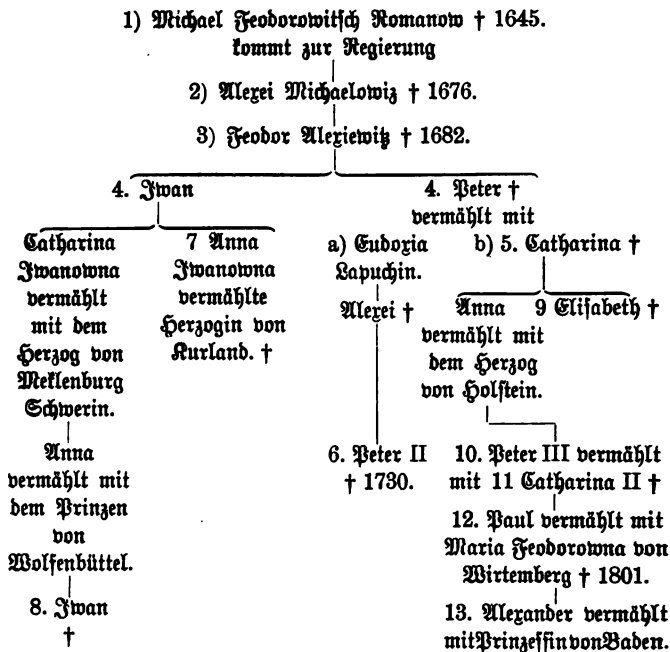 1) Michael Feodorowitsch Romanow † 1645.
kommt zur Regierung
2) Alexei Michaelowiz † 1676.
3) Feodor Alexiewitz † 1682.
4. Iwan
Catharina
Iwanowna
vermählt
mit dem
Herzog von
Meklenburg
Schwerin.
Anna
vermählt mit
dem Prinzen
von
Wolfenbüttel.
8. Iwan
†
7 Anna
Iwanowna
vermählte
Herzogin von
Kurland. †
4. Peter †
vermählt mit
a) Eudoxia
Lapuchin.
Alexei †
6. Peter II
† 1730.
b) 5. Catharina †
Anna
vermählt mit
dem Herzog
von Holstein.
9 Elisabeth †
10. Peter III vermählt
mit 11 Catharina II †
12. Paul vermählt mit
Maria Feodorowna von
Wirtemberg † 1801.
13. Alexander vermählt
mit Prinzessin von Baden.